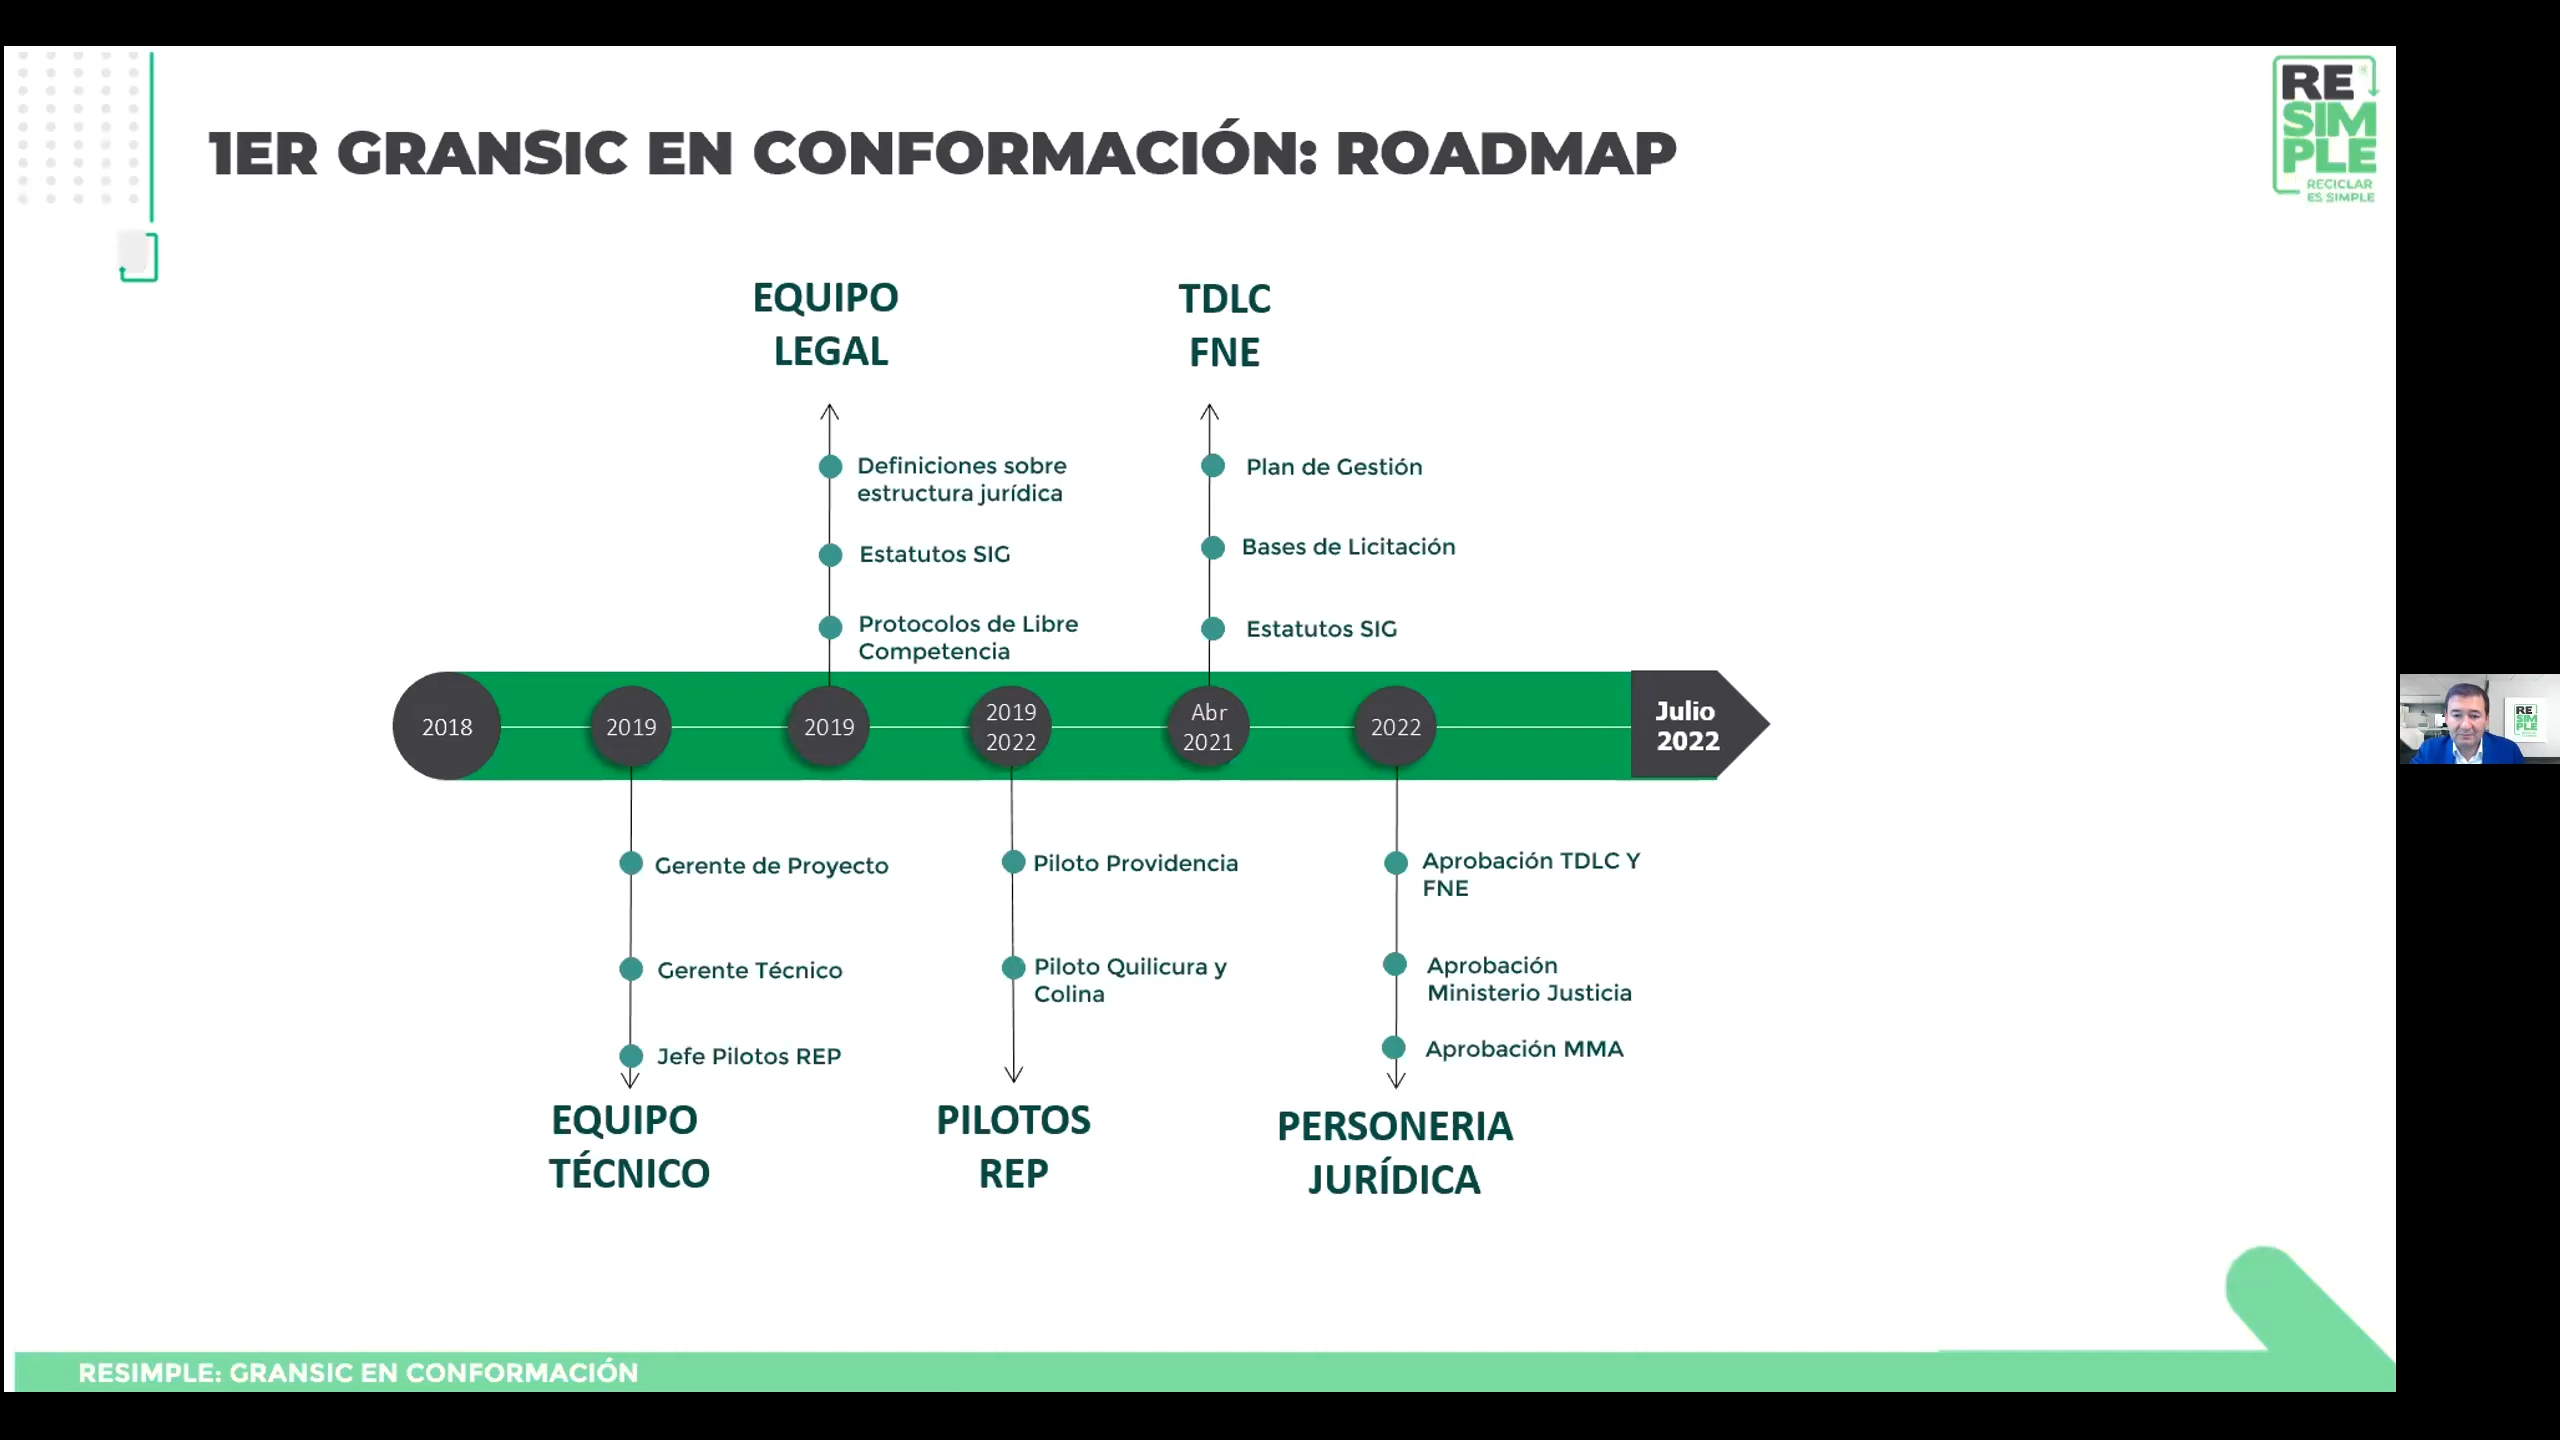 1ER GRANSIC EN CONFORMACIÓN: ROADMAP
RE
SIM
PLE
RECICLAR
ES SIMPLE
EQUIPO
LEGAL
TDLC
FNE
Definiciones sobre
estructura jurídica
Estatutos SIG
Protocolos de Libre
Competencia
Plan de Gestión
Bases de Licitación
Estatutos SIG
2018
2019
2019
2019
2022
Abr
2021
2022
Julio
2022
Gerente de Proyecto
Gerente Técnico
Jefe Pilotos REP
EQUIPO
TÉCNICO
Piloto Providencia
Piloto Quilicura y
Colina
PILOTOS
REP
Aprobación TDLC Y
FNE
Aprobación
Ministerio Justicia
Aprobación MMA
PERSONERIA
JURÍDICA
RE
SIM
PLE
RESIMPLE: GRANSIC EN CONFORMACIÓN